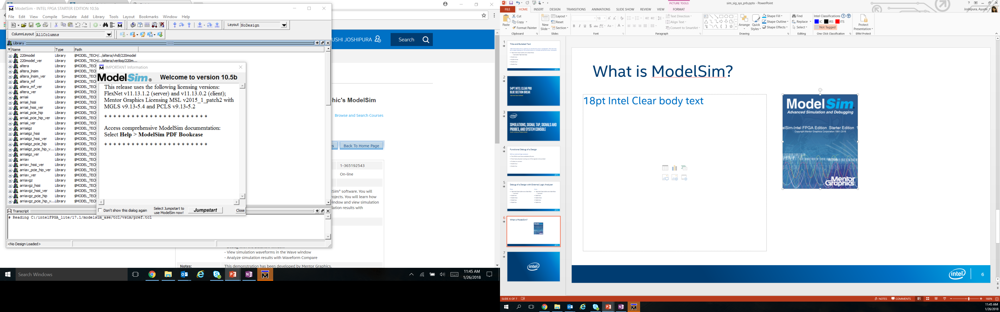 ModelSim - INTEL FPGA STARTER EDITION 10.5b
File Edit View Compile Simulate Add Library Tools Layout Bookmarks Window Help
Layout NoDesign
ColumnLayout AllColumns
Library
Name Type Path
220model Library $MODEL_TECH/../altera/vhdl/220model
220model_ver Library $MODEL_TECH/../altera/verilog/220m...
altera Library $MODEL_TECH
altera_lnsim Library $MODEL_TECH
altera_lnsim_ver Library $MODEL_TECH
altera_mf Library $MODEL_TECH
altera_mf_ver Library $MODEL_TECH
altera_ver Library $MODEL_TECH
arriaii Library $MODEL_TECH
arriaii_hssi Library $MODEL_TECH
arriaii_hssi_ver Library $MODEL_TECH
arriaii_pcie_hip Library $MODEL_TECH
arriaii_pcie_hip_ver Library $MODEL_TECH
arriaii_ver Library $MODEL_TECH
arriaiigz Library $MODEL_TECH
arriaiigz_hssi Library $MODEL_TECH
arriaiigz_hssi_ver Library $MODEL_TECH
arriaiigz_pcie_hip Library $MODEL_TECH
arriaiigz_pcie_hip_v... Library $MODEL_TECH
arriaiigz_ver Library $MODEL_TECH
arriav Library $MODEL_TECH
arriav_hssi_ver Library $MODEL_TECH
arriav_pcie_hip_ver Library $MODEL_TECH
arriav_ver Library $MODEL_TECH
arriavgz Library $MODEL_TECH
arriavgz_hssi Library $MODEL_TECH
arriavgz_hssi_ver Library $MODEL_TECH
arriavgz_pcie_hip Library $MODEL_TECH
arriavgz_pcie_hip_v... Library $MODEL_TECH
Transcript
# Reading C:/intelFPGA_lite/17.1/modelsim_ase/tcl/vsim/pref.tcl
<No Design Loaded>
IMPORTANT Information
ModelSim® Welcome to version 10.5b
This release uses the following licensing versions:
FlexNet v11.13.1.2 (server) and v11.13.0.2 (client);
Mentor Graphics Licensing MSL v2015_1_patch2 with
MGLS v9.13-5.4 and PCLS v9.13-5.2
* * * * * * * * * * * * * * * * * * * * * * *
Access comprehensive ModelSim documentation:
Select Help > ModelSim PDF Bookcase
* * * * * * * * * * * * * * * * * * * * * * *
Don't show this dialog again
Select Jumpstart to
use ModelSim now!
Jumpstart
Close
USHI JOSHIPURA
Search
hic's ModelSim
Browse and Search Courses
es
Back To Home Page
1-365192543
On-line
lSim® software. You will
rojects. You will learn how
indow and view simulation
lation results with
- Debug with the Dataflow window
- View simulation waveforms in the Wave window
- Analyze simulation results with Waveform Compare
Notes: This demonstration has been developed by Mentor Graphics.
Search Windows
11:45 AM
1/26/2018
PICTURE TOOLS
sim_sig_sys_prb.pptx - PowerPoint
FILE HOME INSERT DESIGN TRANSITIONS ANIMATIONS SLIDE SHOW REVIEW VIEW FORMAT
Joshipura, Ayushi
Paste
Cut
Copy
Format Painter
Clipboard
New
Slide
Layout
Reset
Section
Slides
18
Font
Text Direction
Align Text
Convert to SmartArt
Paragraph
Arrange
Quick
Styles
Shape Fill
Shape Outline
Shape Effects
Drawing
Find
Replace
Select
Editing
Intel Classifications
IC IRS ITS
Not Tagged
One Click Classification
Protect
Presentation
ERM Protect
1
Title and Bulleted Text
2
54PT INTEL CLEAR PRO
BLUE SECTION BREAK
3
intel
SIMULATIONS, SIGNAL TAP, SIGNALS AND
PROBES, AND SYSTEM CONSOLE
4
Functional Debug of a Design
5
Debug of a Design with External Logic Analyzer
6
What is ModelSim?
7
intel
What is ModelSim?
18pt Intel Clear body text
ModelSim
Advanced Simulation and Debugging
elSim-Intel FPGA Edition Starter Edition 1
Copyright Mentor Graphics Corporation 1991-2016
Mentor
Graphics
intel
6
SLIDE 6 OF 7
NOTES COMMENTS
168%
11:45 AM
1/26/2018